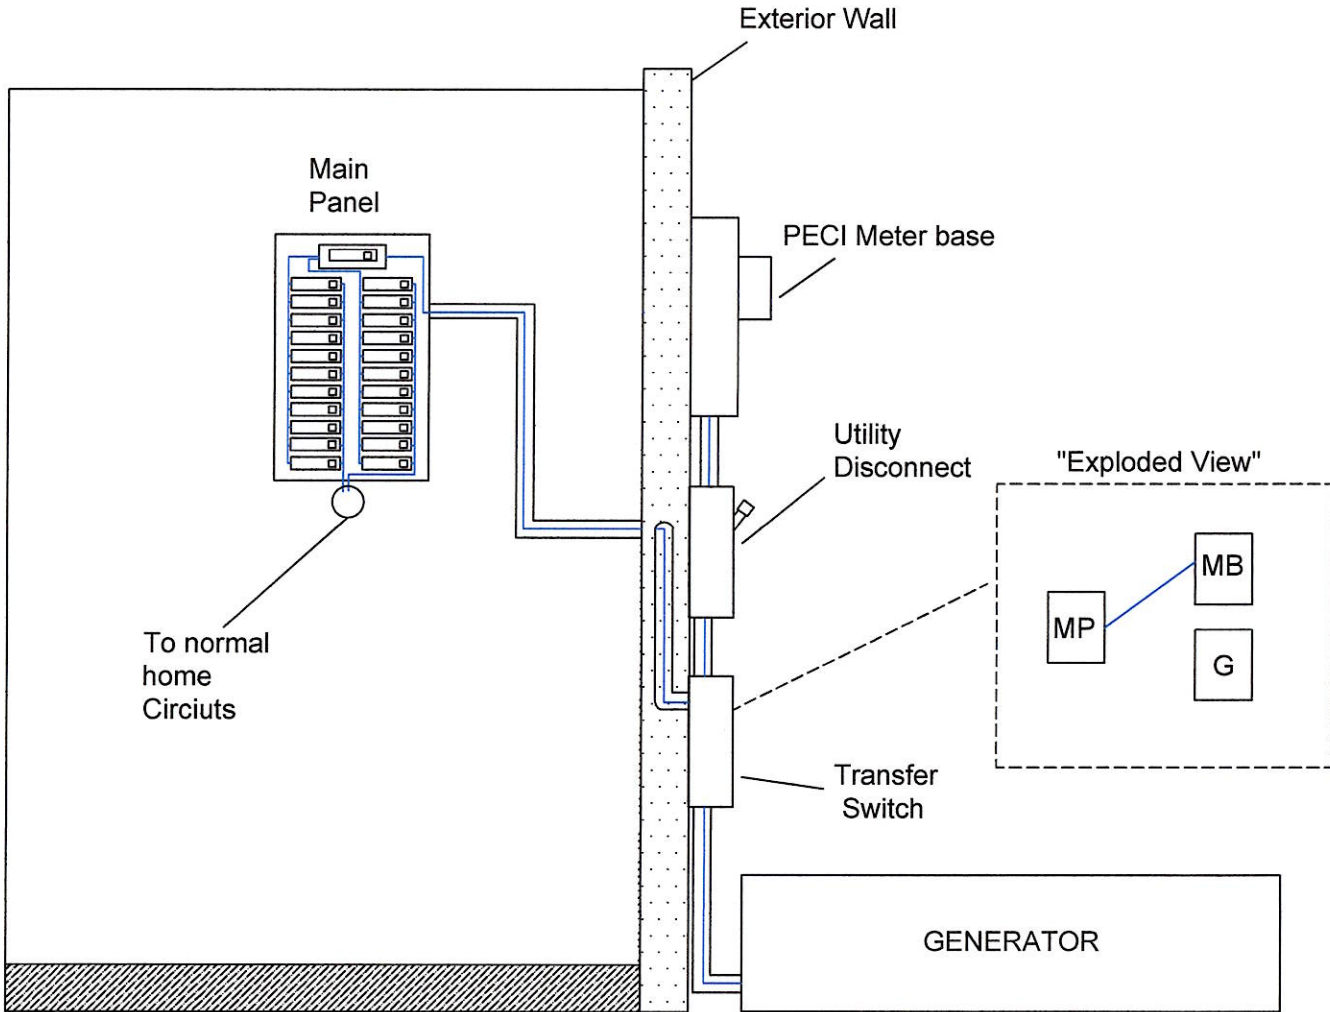 Exterior Wall
Main
Panel
PECI Meter base
Utility
Disconnect
"Exploded View"
MB
MP
G
To normal
home
Circiuts
Transfer
Switch
GENERATOR